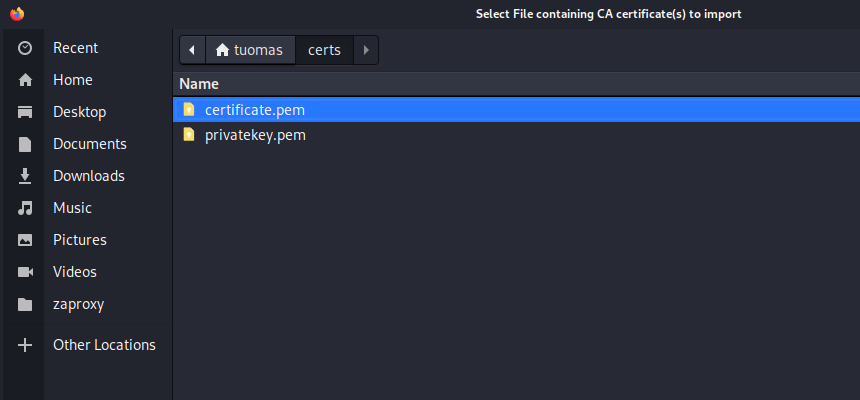 Select File containing CA certificate(s) to import
Recent
Home
Desktop
Documents
Downloads
Music
Pictures
Videos
zaproxy
Other Locations
tuomas certs
Name
certificate.pem
privatekey.pem